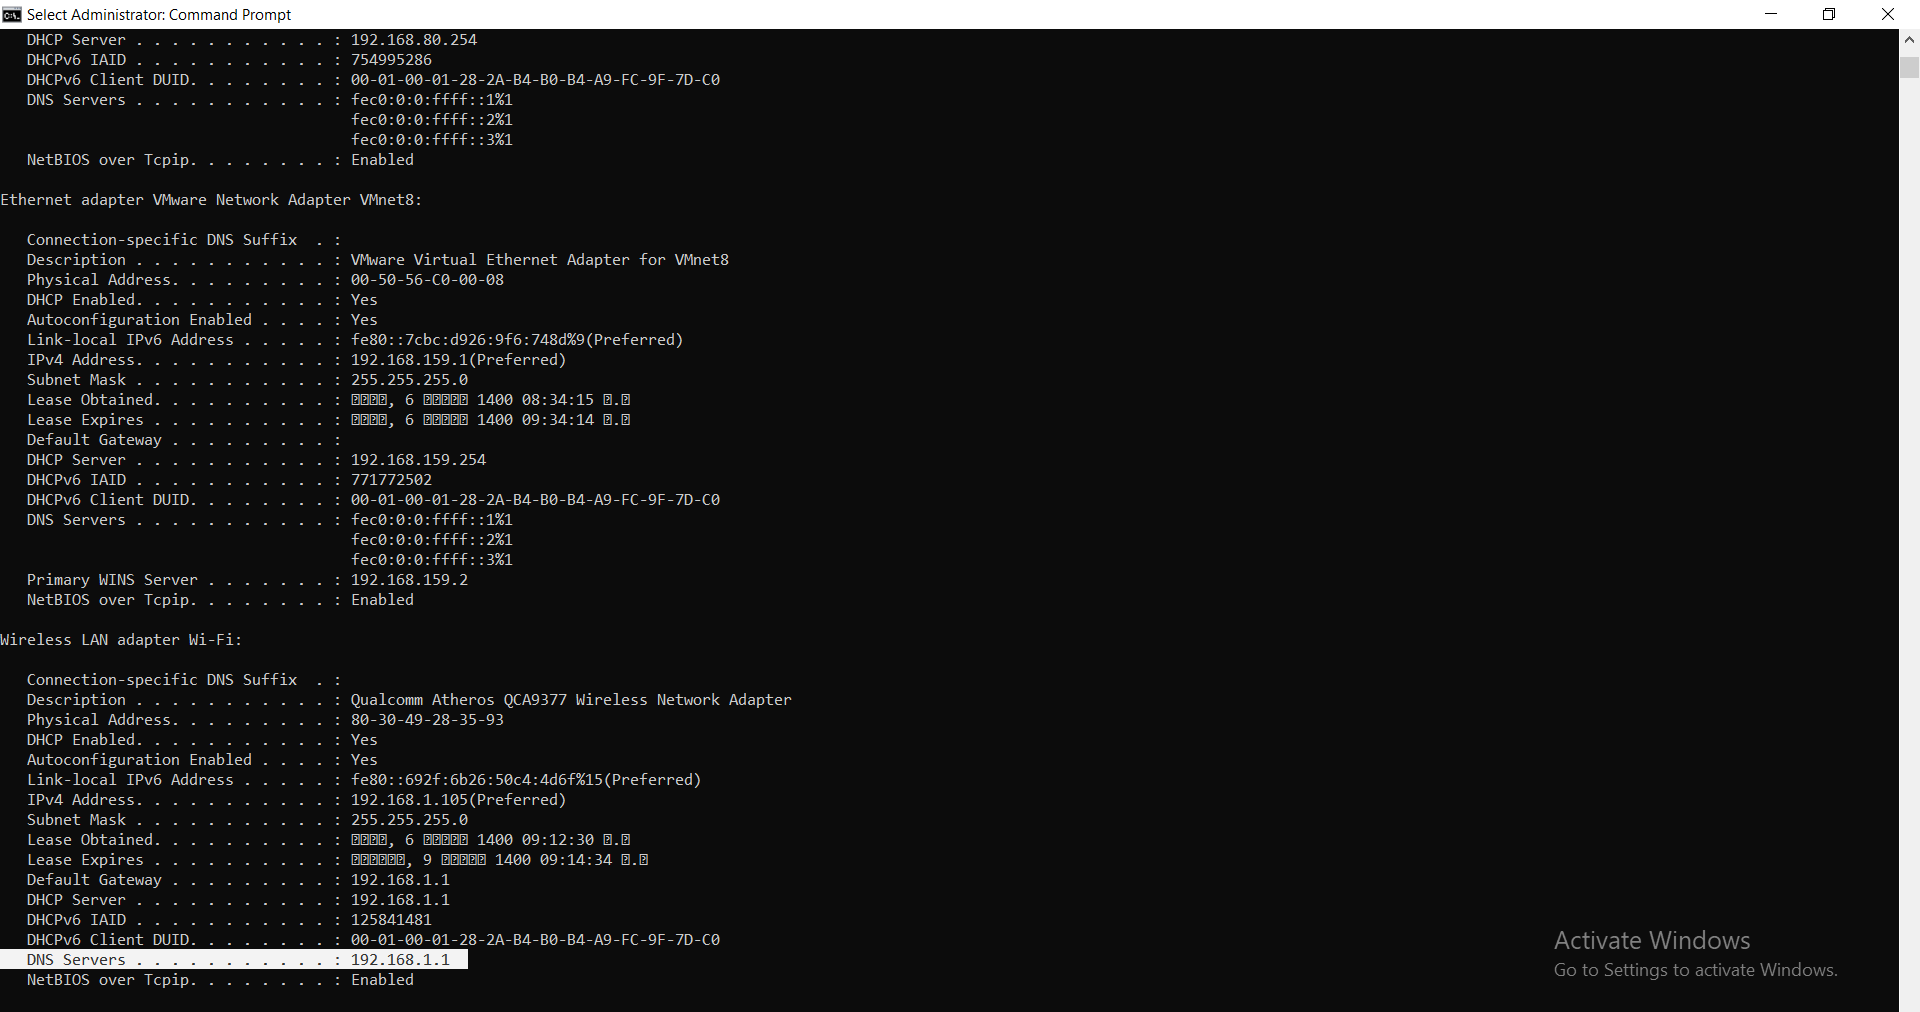 Select Administrator: Command Prompt
DHCP Server . . . . . . . . . . . : 192.168.80.254
DHCPv6 IAID . . . . . . . . . . . : 754995286
DHCPv6 Client DUID. . . . . . . . : 00-01-00-01-28-2A-B4-B0-B4-A9-FC-9F-7D-C0
DNS Servers . . . . . . . . . . . : fec0:0:0:ffff::1%1
fec0:0:0:ffff::2%1
fec0:0:0:ffff::3%1
NetBIOS over Tcpip. . . . . . . . : Enabled
Ethernet adapter VMware Network Adapter VMnet8:
Connection-specific DNS Suffix  . :
Description . . . . . . . . . . . : VMware Virtual Ethernet Adapter for VMnet8
Physical Address. . . . . . . . . : 00-50-56-C0-00-08
DHCP Enabled. . . . . . . . . . . : Yes
Autoconfiguration Enabled . . . . : Yes
Link-local IPv6 Address . . . . . : fe80::7cbc:d926:9f6:748d%9(Preferred)
IPv4 Address. . . . . . . . . . . : 192.168.159.1(Preferred)
Subnet Mask . . . . . . . . . . . : 255.255.255.0
Lease Obtained. . . . . . . . . . : , 6 1400 08:34:15 .
Lease Expires . . . . . . . . . . : , 6 1400 09:34:14 .
Default Gateway . . . . . . . . . :
DHCP Server . . . . . . . . . . . : 192.168.159.254
DHCPv6 IAID . . . . . . . . . . . : 771772502
DHCPv6 Client DUID. . . . . . . . : 00-01-00-01-28-2A-B4-B0-B4-A9-FC-9F-7D-C0
DNS Servers . . . . . . . . . . . : fec0:0:0:ffff::1%1
fec0:0:0:ffff::2%1
fec0:0:0:ffff::3%1
Primary WINS Server . . . . . . . : 192.168.159.2
NetBIOS over Tcpip. . . . . . . . : Enabled
Wireless LAN adapter Wi-Fi:
Connection-specific DNS Suffix  . :
Description . . . . . . . . . . . : Qualcomm Atheros QCA9377 Wireless Network Adapter
Physical Address. . . . . . . . . : 80-30-49-28-35-93
DHCP Enabled. . . . . . . . . . . : Yes
Autoconfiguration Enabled . . . . : Yes
Link-local IPv6 Address . . . . . : fe80::692f:6b26:50c4:4d6f%15(Preferred)
IPv4 Address. . . . . . . . . . . : 192.168.1.105(Preferred)
Subnet Mask . . . . . . . . . . . : 255.255.255.0
Lease Obtained. . . . . . . . . . : , 6 1400 09:12:30 .
Lease Expires . . . . . . . . . . : , 9 1400 09:14:34 .
Default Gateway . . . . . . . . . : 192.168.1.1
DHCP Server . . . . . . . . . . . : 192.168.1.1
DHCPv6 IAID . . . . . . . . . . . : 125841481
DHCPv6 Client DUID. . . . . . . . : 00-01-00-01-28-2A-B4-B0-B4-A9-FC-9F-7D-C0
DNS Servers . . . . . . . . . . . : 192.168.1.1
NetBIOS over Tcpip. . . . . . . . : Enabled
Activate Windows
Go to Settings to activate Windows.